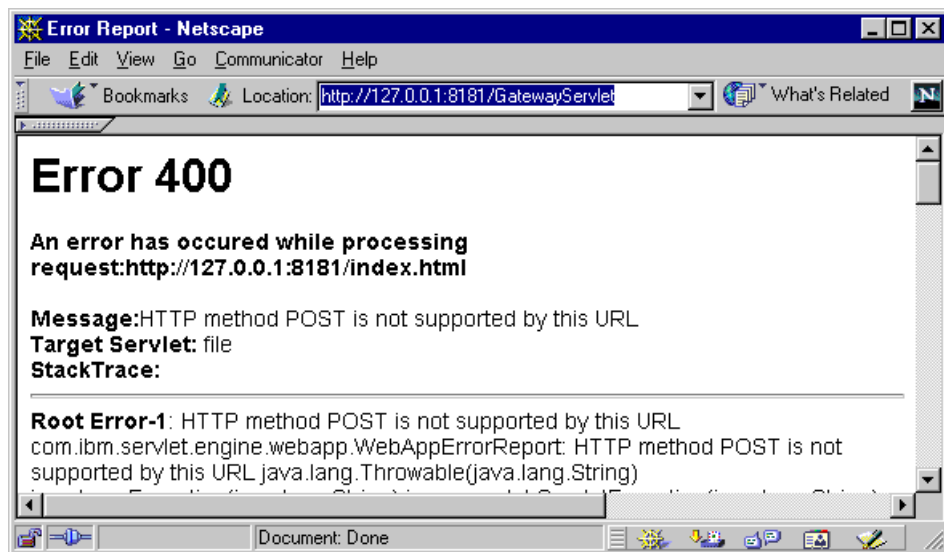 Error Report - Netscape
File Edit View Go Communicator Help
Bookmarks Location: http://127.0.0.1:8181/GatewayServlet What's Related N
Error 400
An error has occured while processing
request:http://127.0.0.1:8181/index.html
Message:HTTP method POST is not supported by this URL
Target Servlet: file
StackTrace:
Root Error-1: HTTP method POST is not supported by this URL
com.ibm.servlet.engine.webapp.WebAppErrorReport: HTTP method POST is not
supported by this URL java.lang.Throwable(java.lang.String)
Document: Done